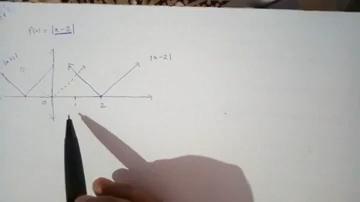 f(x) = |x-2|
|x-2|
0 1 2